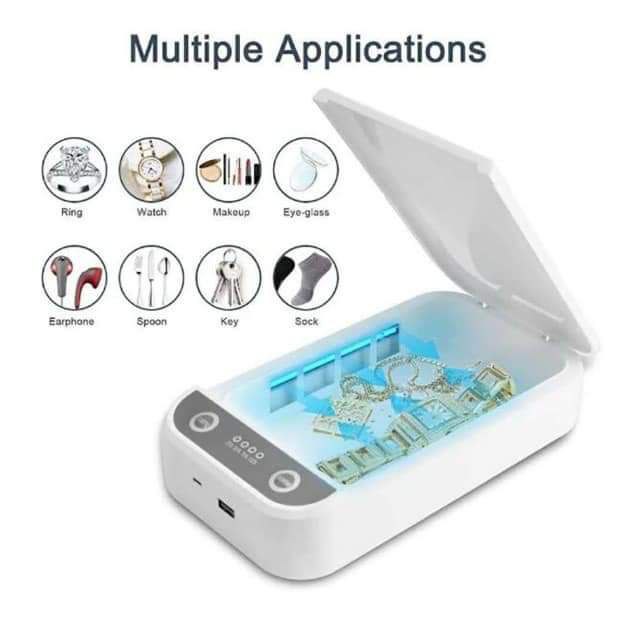 Multiple Applications
Ring
Watch
Makeup
Eye-glass
Earphone
Spoon
Key
Sock